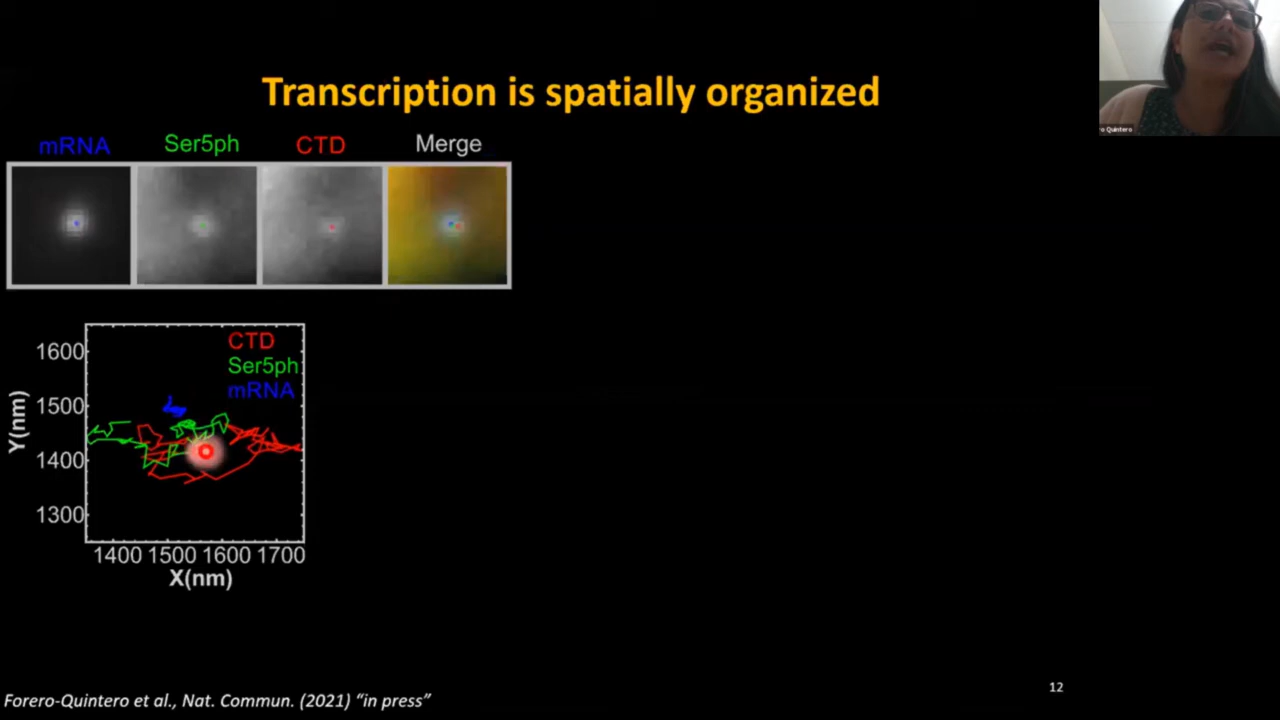 Transcription is spatially organized
mRNA Ser5ph CTD Merge
CTD
Ser5ph
mRNA
1600
1500
1400
1300
Y(nm)
1400 1500 1600 1700
X(nm)
Forero-Quintero et al., Nat. Commun. (2021) “in press”
12
Quintero